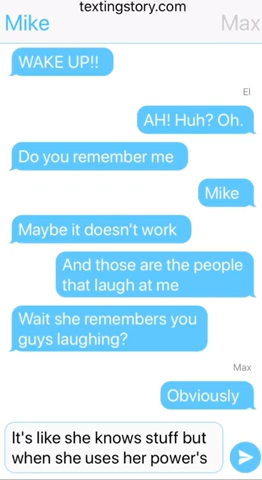 textingstory.com
Mike
Max
WAKE UP!!
El
AH! Huh? Oh.
Do you remember me
Mike
Maybe it doesn't work
And those are the people
that laugh at me
Wait she remembers you
guys laughing?
Max
Obviously
It's like she knows stuff but
when she uses her power's